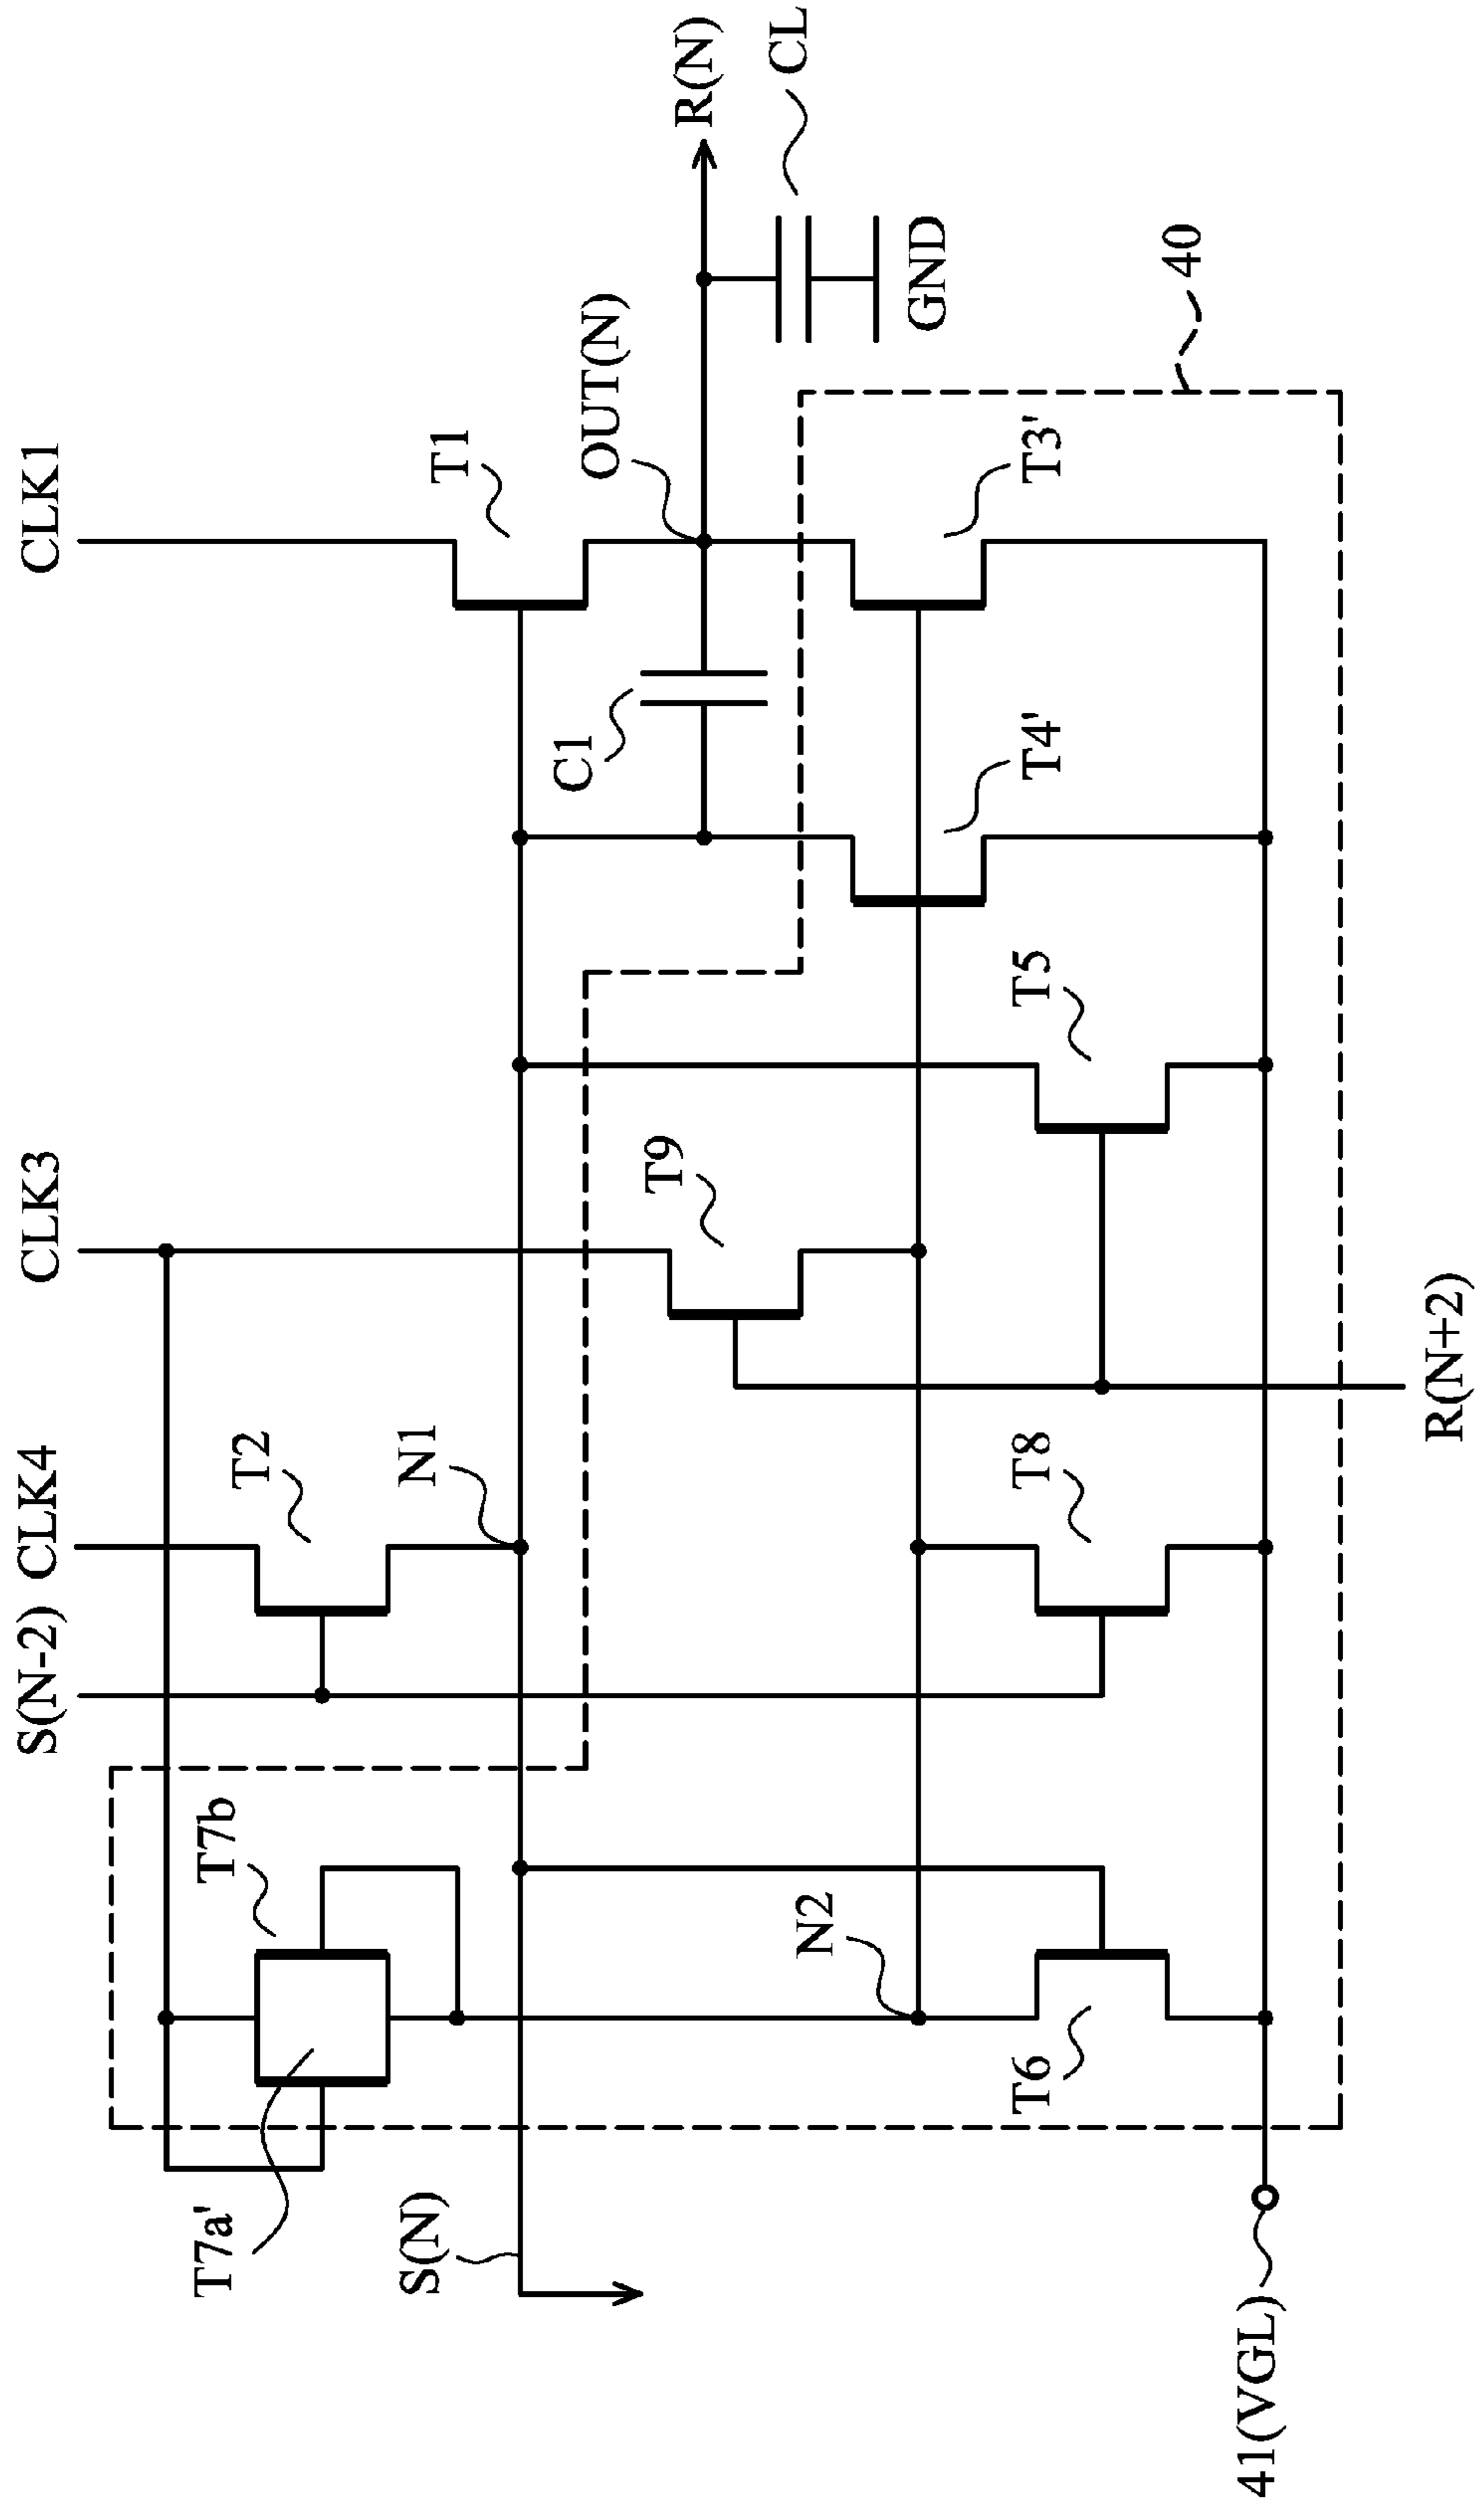 S(N-2)
CLK4
CLK3
CLK1
T7a'
T7b
T2
S(N)
N1
T1
C1
OUT(N)
T9
R(N)
CL
N2
GND
T6
T8
T5
T4'
T3'
40
41(VGL)
R(N+2)